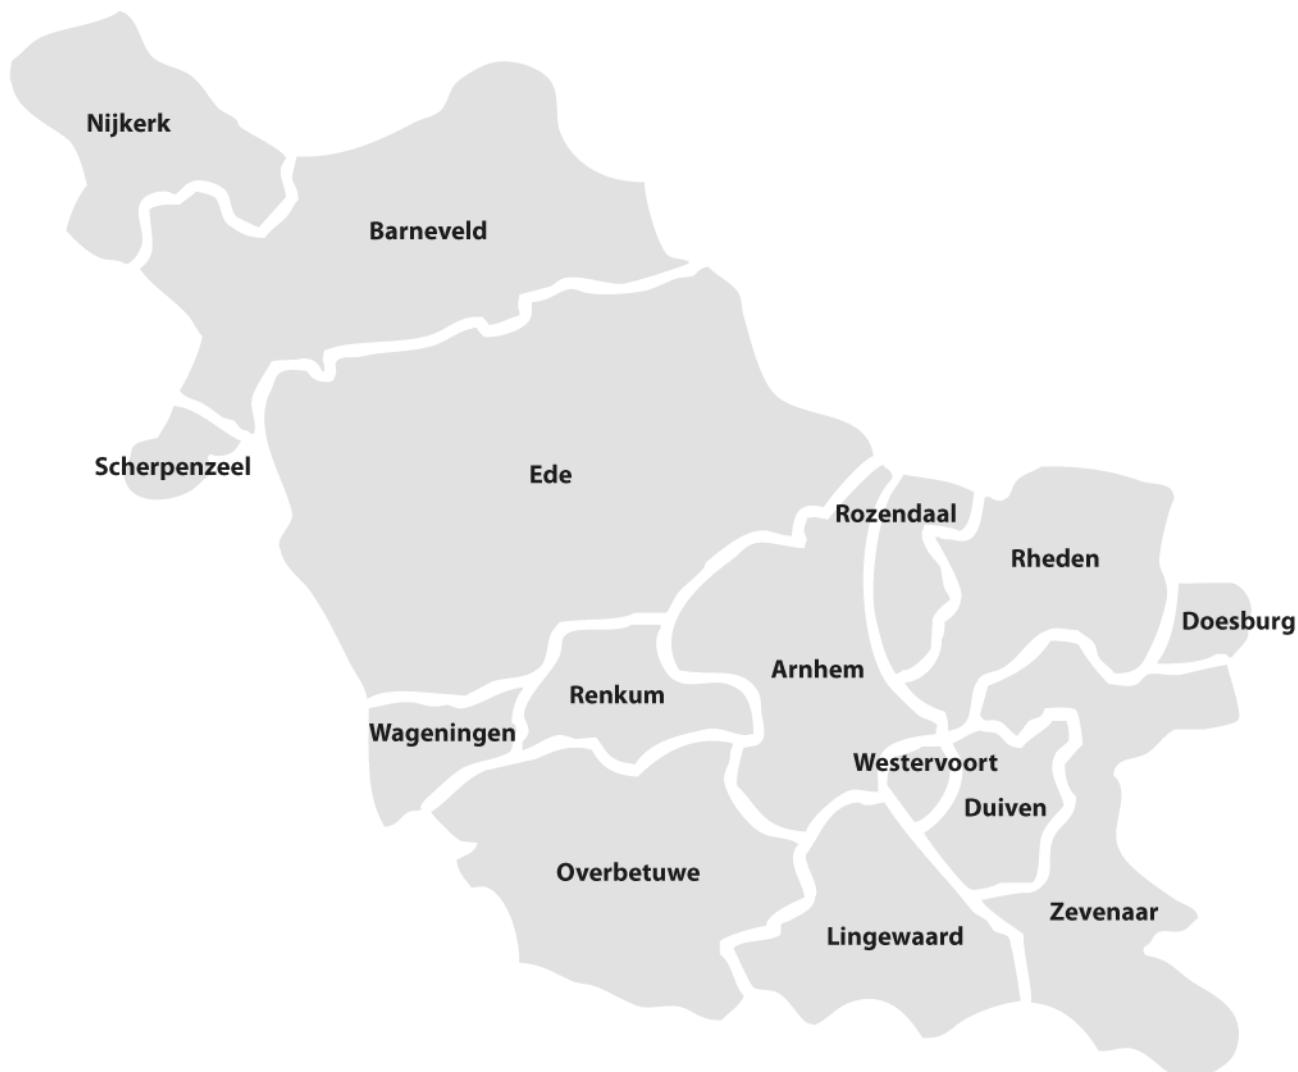 Nijkerk
Barneveld
Scherpenzeel
Ede
Rozendaal
Rheden
Doesburg
Arnhem
Renkum
Wageningen
Westervoort
Duiven
Overbetuwe
Zevenaar
Lingewaard